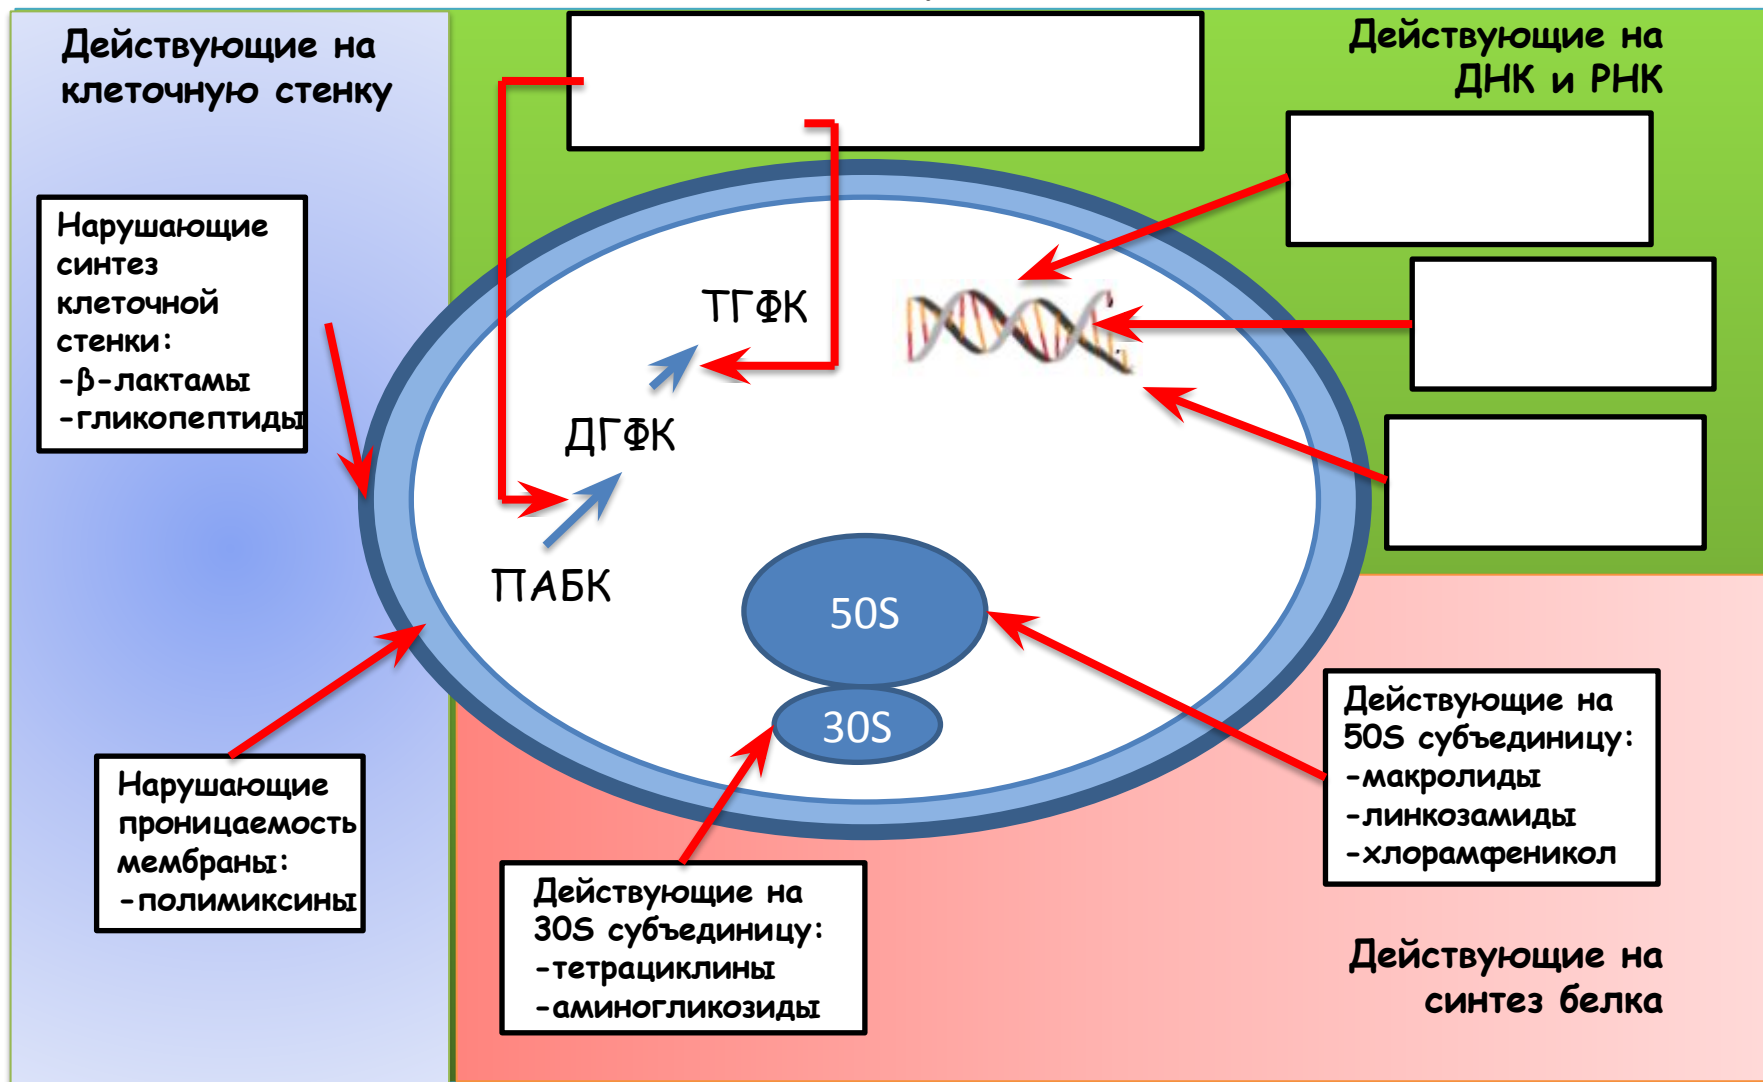 Действующие на
клеточную стенку
Действующие на
ДНК и РНК
Нарушающие
синтез
клеточной
стенки:
-β-лактамы
-гликопептиды
ТГФК
ДГФК
ПАБК
50S
30S
Нарушающие
проницаемость
мембраны:
-полимиксины
Действующие на
30S субъединицу:
-тетрациклины
-аминогликозиды
Действующие на
50S субъединицу:
-макролиды
-линкозамиды
-хлорамфеникол
Действующие на
синтез белка